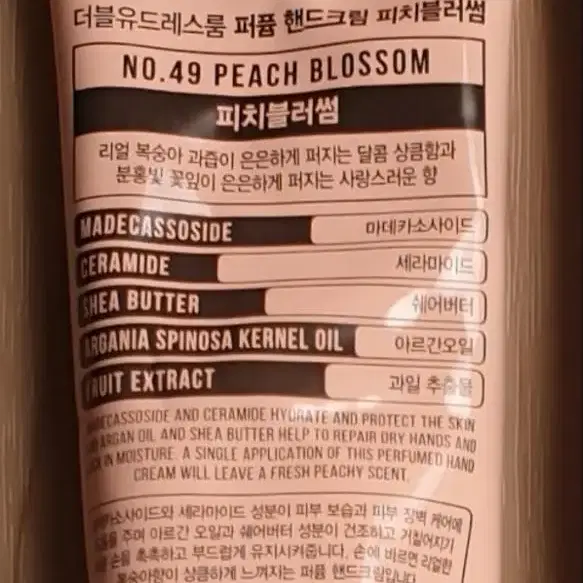 더블유드레스룸 퍼퓸 핸드크림 피치블러썸
NO.49 PEACH BLOSSOM
피치블러썸
리얼 복숭아 과즙이 은은하게 퍼지는 달콤 상큼함과
분홍빛 꽃잎이 은은하게 퍼지는 사랑스러운 향
MADECASSOSIDE 마데카소사이드
CERAMIDE 세라마이드
SHEA BUTTER 쉐어버터
ARGANIA SPINOSA KERNEL OIL 아르간오일
FRUIT EXTRACT 과일 추출물
MADECASSOSIDE AND CERAMIDE HYDRATE AND PROTECT THE SKIN
AND ARGAN OIL AND SHEA BUTTER HELP TO REPAIR DRY HANDS AND
LOCK IN MOISTURE. A SINGLE APPLICATION OF THIS PERFUMED HAND
CREAM WILL LEAVE A FRESH PEACHY SCENT.
마데카소사이드와 세라마이드 성분이 피부 보습과 피부 장벽 케어에
도움을 주며 아르간 오일과 쉐어버터 성분이 건조하고 거칠어지기
손을 촉촉하고 부드럽게 유지시켜줍니다. 손에 바르면 리얼한
복숭아향이 상큼하게 느껴지는 퍼퓸 핸드크림입니다.